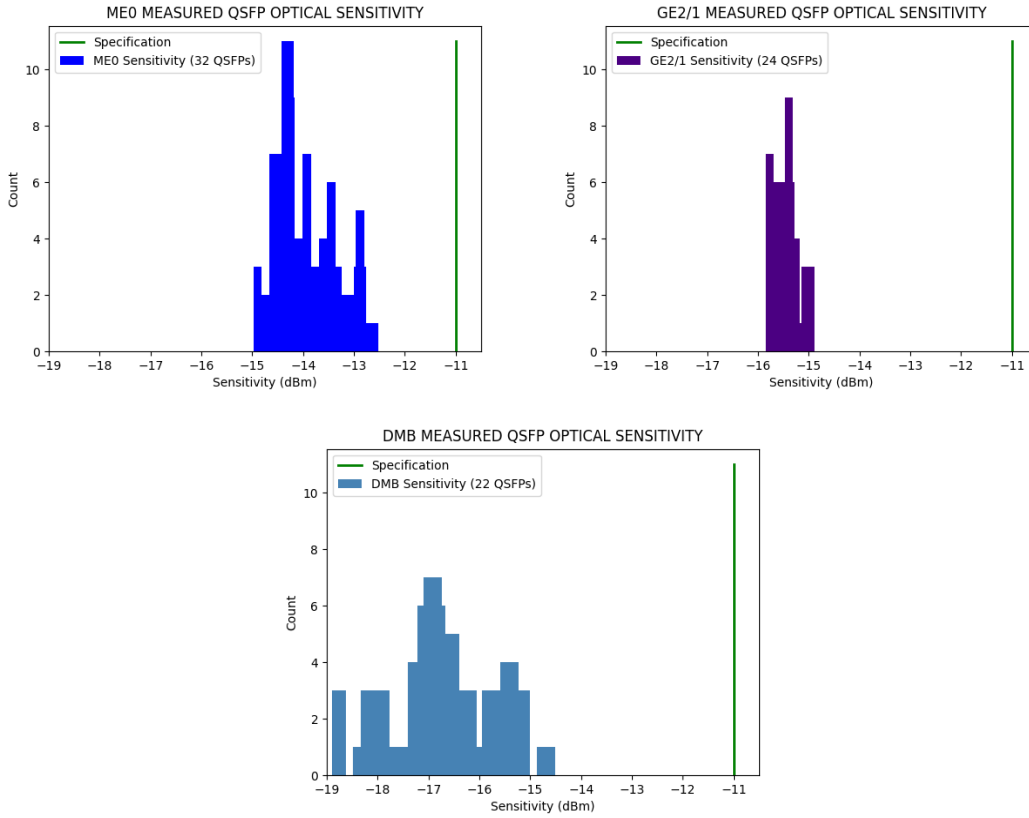 ME0 MEASURED QSFP OPTICAL SENSITIVITY
Specification
ME0 Sensitivity (32 QSFPs)
Count
10
8
6
4
2
0
−19 −18 −17 −16 −15 −14 −13 −12 −11
Sensitivity (dBm)
GE2/1 MEASURED QSFP OPTICAL SENSITIVITY
Specification
GE2/1 Sensitivity (24 QSFPs)
Count
10
8
6
4
2
0
−19 −18 −17 −16 −15 −14 −13 −12 −11
Sensitivity (dBm)
DMB MEASURED QSFP OPTICAL SENSITIVITY
Specification
DMB Sensitivity (22 QSFPs)
Count
10
8
6
4
2
0
−19 −18 −17 −16 −15 −14 −13 −12 −11
Sensitivity (dBm)